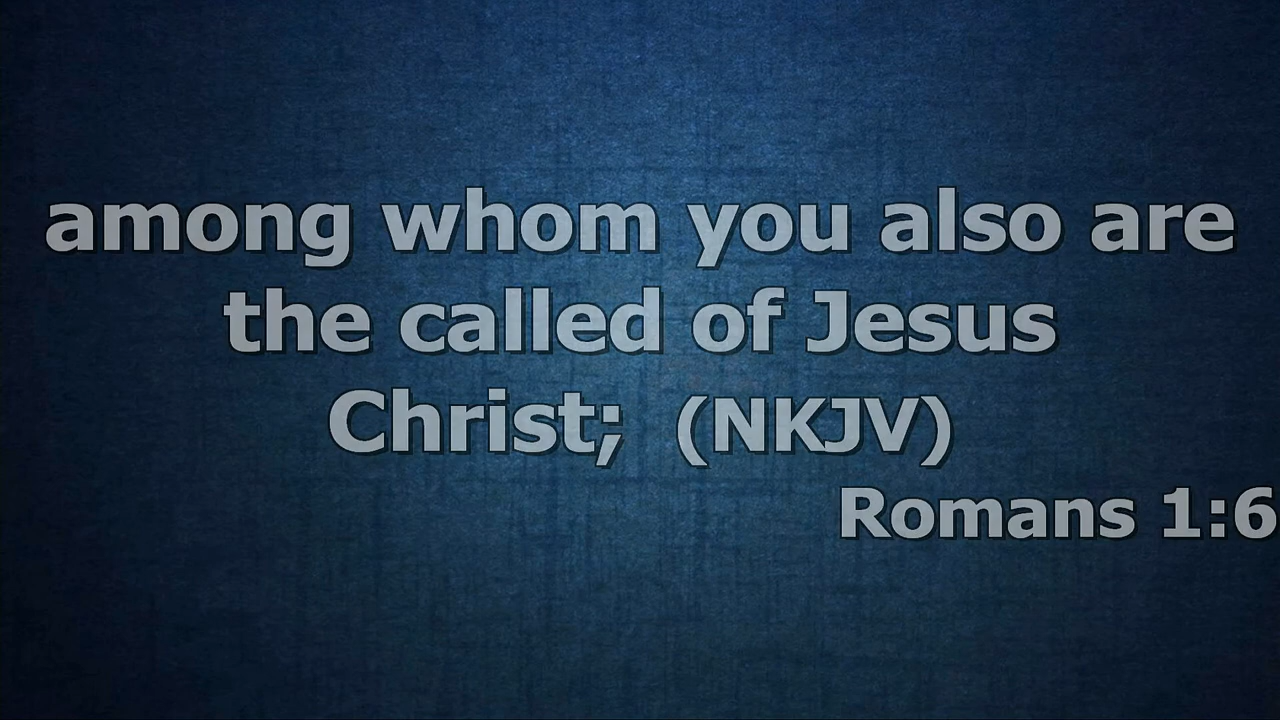 among whom you also are
the called of Jesus
Christ;  (NKJV)
Romans 1:6